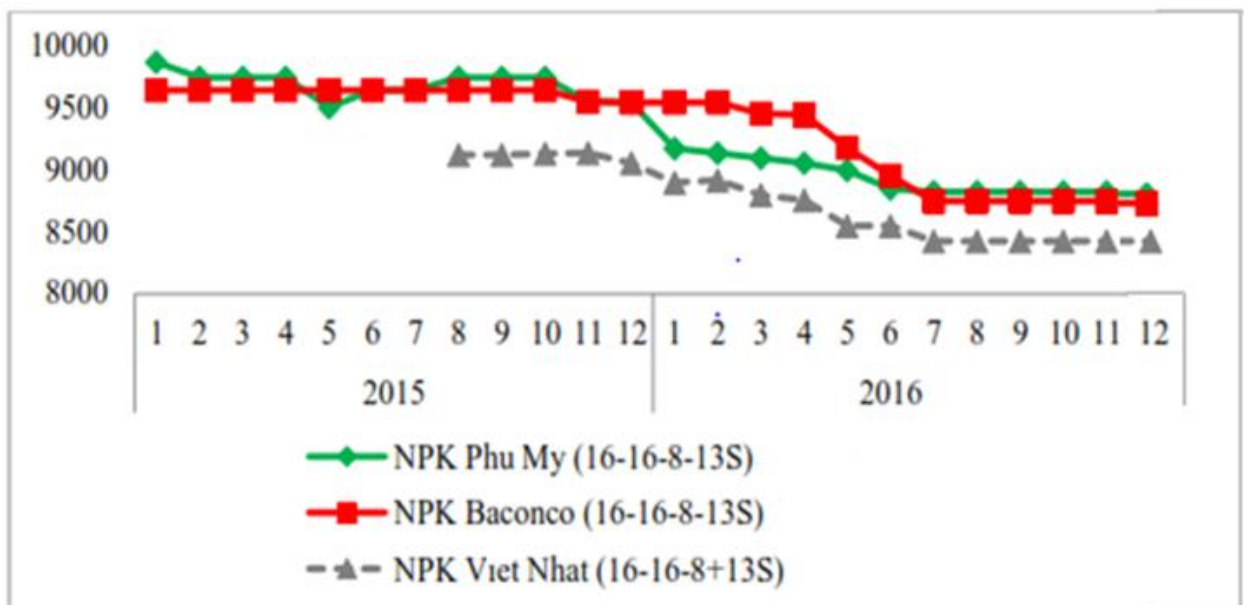 10000
9500
9000
8500
8000
1 2 3 4 5 6 7 8 9 10 11 12 1 2 3 4 5 6 7 8 9 10 11 12
2015 2016
NPK Phu My (16-16-8-13S)
NPK Baconco (16-16-8-13S)
NPK Viet Nhat (16-16-8+13S)